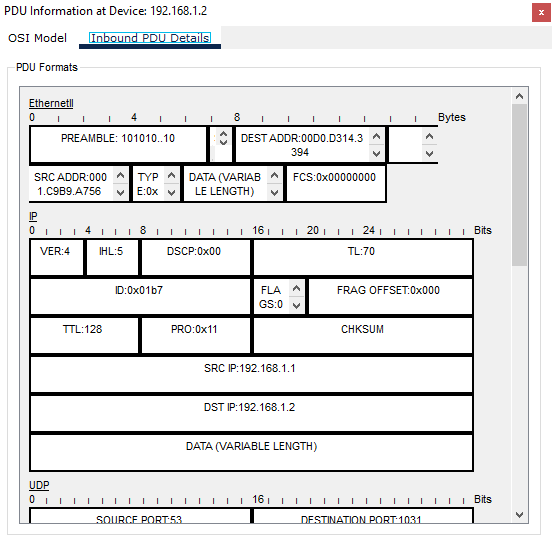 PDU Information at Device: 192.168.1.2
x
OSI Model Inbound PDU Details
PDU Formats
EthernetII
0 4 8 Bytes
PREAMBLE: 101010..10 DEST ADDR:00D0.D314.3
394
SRC ADDR:000 TYP DATA (VARIAB FCS:0x00000000
1.C9B9.A756 E:0x LE LENGTH)
IP
0 4 8 16 20 24 Bits
VER:4 IHL:5 DSCP:0x00 TL:70
ID:0x01b7 FLA FRAG OFFSET:0x000
GS:0
TTL:128 PRO:0x11 CHKSUM
SRC IP:192.168.1.1
DST IP:192.168.1.2
DATA (VARIABLE LENGTH)
UDP
0 16 Bits
SOURCE PORT:53 DESTINATION PORT:1031